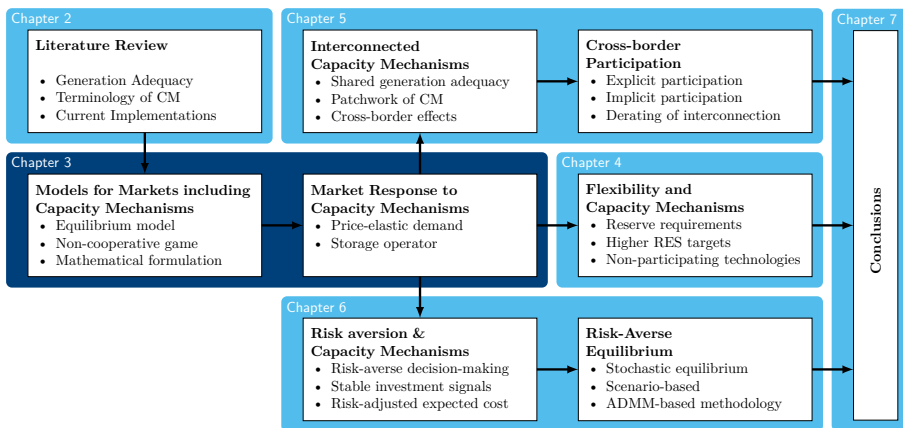 Chapter 2
Literature Review
• Generation Adequacy
• Terminology of CM
• Current Implementations
Chapter 5
Interconnected
Capacity Mechanisms
• Shared generation adequacy
• Patchwork of CM
• Cross-border effects
Cross-border
Participation
• Explicit participation
• Implicit participation
• Derating of interconnection
Chapter 7
Conclusions
Chapter 3
Models for Markets including
Capacity Mechanisms
• Equilibrium model
• Non-cooperative game
• Mathematical formulation
Market Response to
Capacity Mechanisms
• Price-elastic demand
• Storage operator
Chapter 4
Flexibility and
Capacity Mechanisms
• Reserve requirements
• Higher RES targets
• Non-participating technologies
Chapter 6
Risk aversion &
Capacity Mechanisms
• Risk-averse decision-making
• Stable investment signals
• Risk-adjusted expected cost
Risk-Averse
Equilibrium
• Stochastic equilibrium
• Scenario-based
• ADMM-based methodology